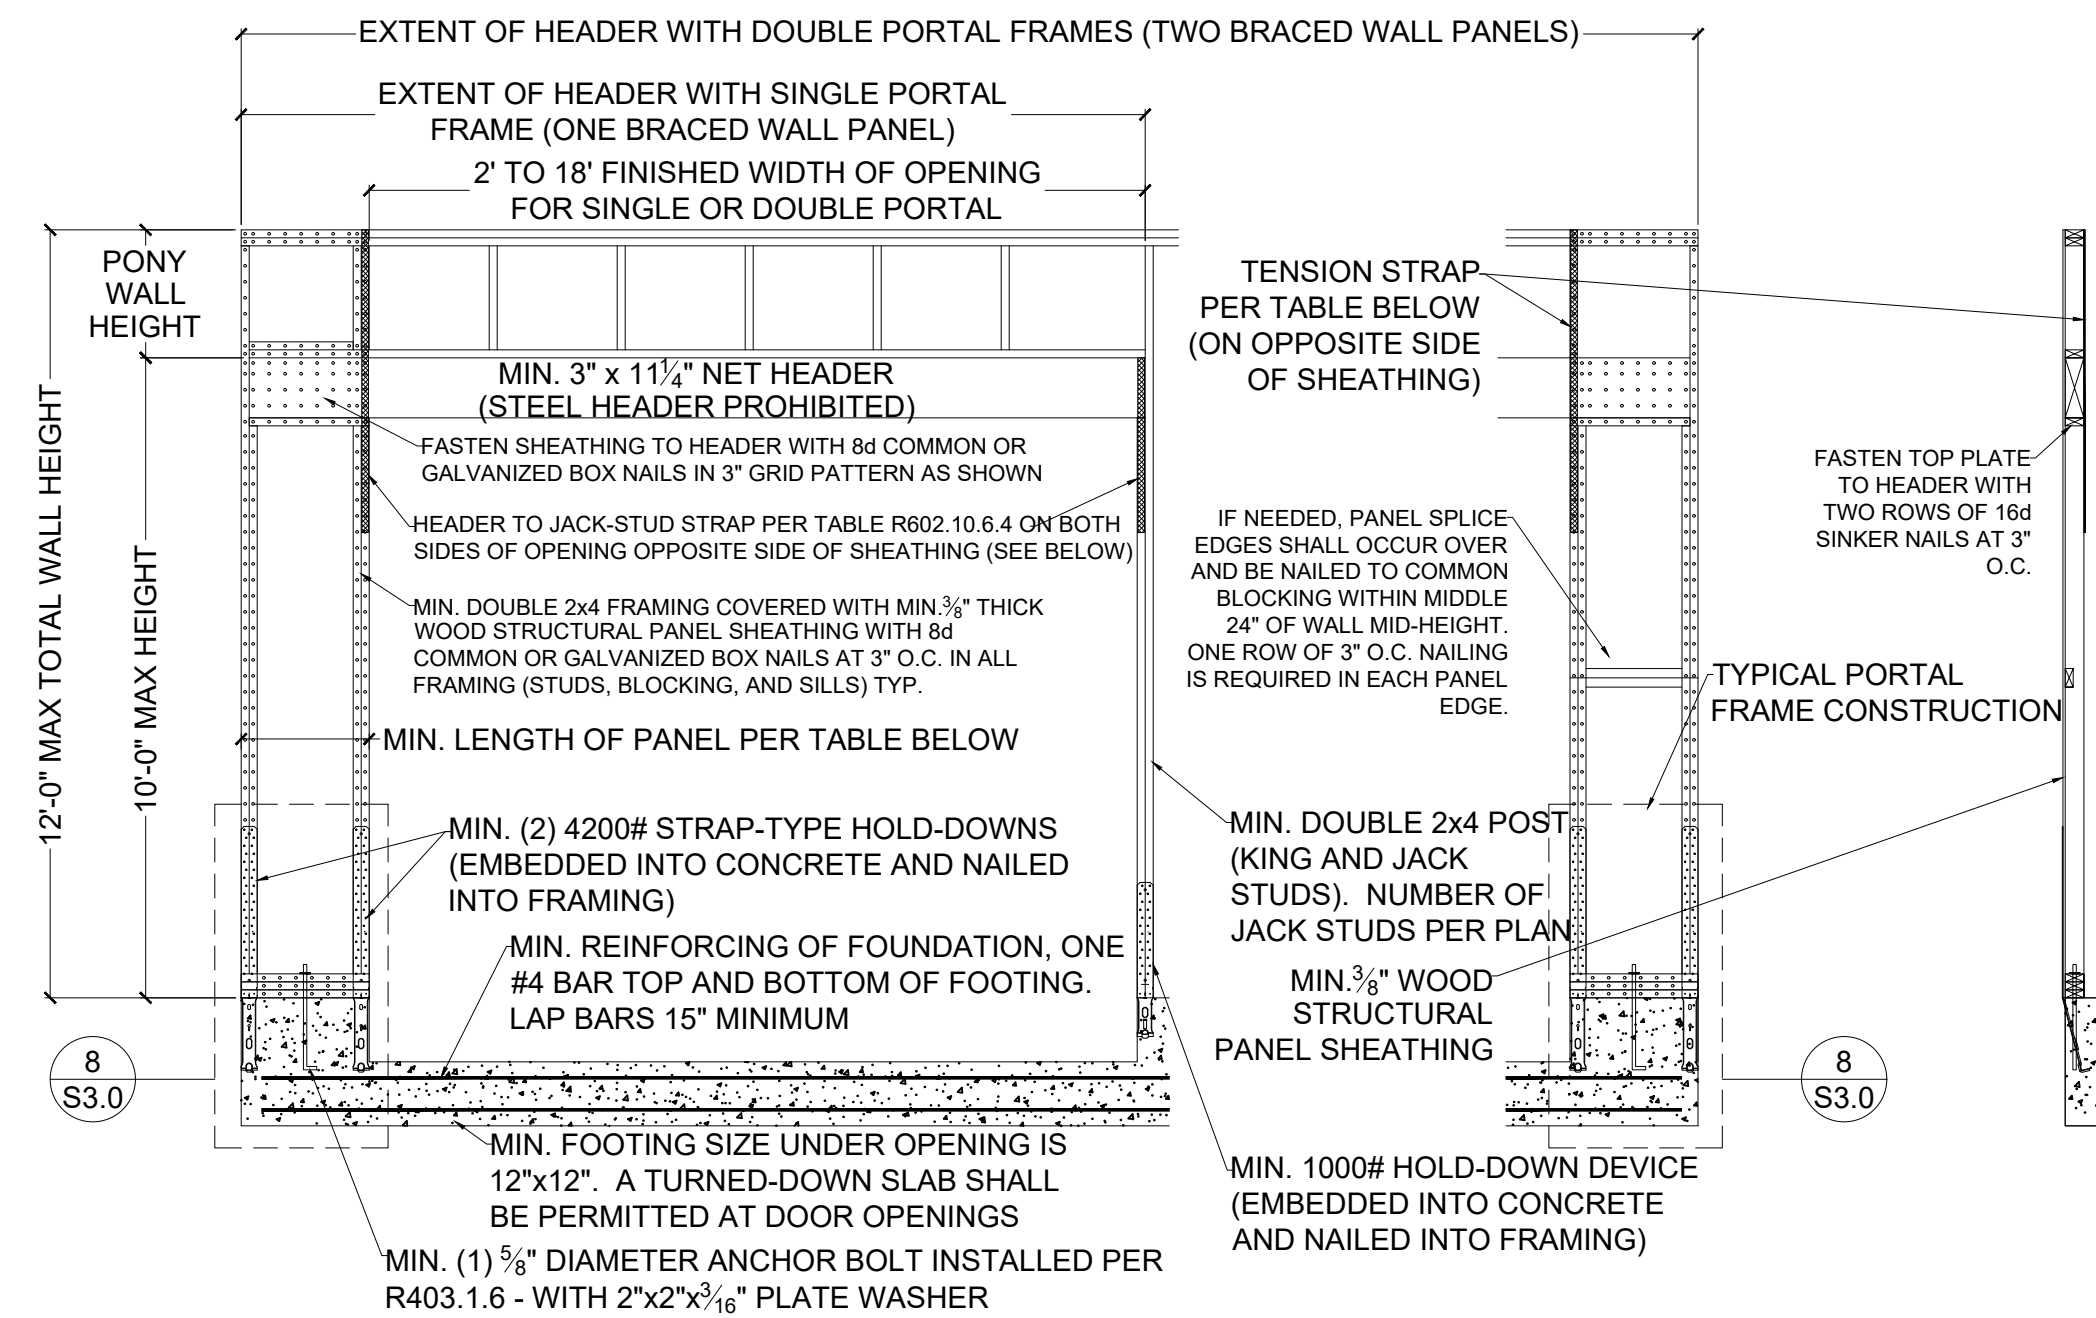 EXTENT OF HEADER WITH DOUBLE PORTAL FRAMES (TWO BRACED WALL PANELS)
EXTENT OF HEADER WITH SINGLE PORTAL
FRAME (ONE BRACED WALL PANEL)
2' TO 18' FINISHED WIDTH OF OPENING
FOR SINGLE OR DOUBLE PORTAL
PONY
WALL
HEIGHT
12'-0" MAX TOTAL WALL HEIGHT
10'-0" MAX HEIGHT
MIN. 3" x 11 1/4" NET HEADER
(STEEL HEADER PROHIBITED)
FASTEN SHEATHING TO HEADER WITH 8d COMMON OR
GALVANIZED BOX NAILS IN 3" GRID PATTERN AS SHOWN
HEADER TO JACK-STUD STRAP PER TABLE R602.10.6.4 ON BOTH
SIDES OF OPENING OPPOSITE SIDE OF SHEATHING (SEE BELOW)
MIN. DOUBLE 2x4 FRAMING COVERED WITH MIN. 3/8" THICK
WOOD STRUCTURAL PANEL SHEATHING WITH 8d
COMMON OR GALVANIZED BOX NAILS AT 3" O.C. IN ALL
FRAMING (STUDS, BLOCKING, AND SILLS) TYP.
MIN. LENGTH OF PANEL PER TABLE BELOW
MIN. (2) 4200# STRAP-TYPE HOLD-DOWNS
(EMBEDDED INTO CONCRETE AND NAILED
INTO FRAMING)
MIN. REINFORCING OF FOUNDATION, ONE
#4 BAR TOP AND BOTTOM OF FOOTING.
LAP BARS 15" MINIMUM
8
S3.0
MIN. FOOTING SIZE UNDER OPENING IS
12"x12". A TURNED-DOWN SLAB SHALL
BE PERMITTED AT DOOR OPENINGS
MIN. (1) 5/8" DIAMETER ANCHOR BOLT INSTALLED PER
R403.1.6 - WITH 2"x2"x3/16" PLATE WASHER
TENSION STRAP
PER TABLE BELOW
(ON OPPOSITE SIDE
OF SHEATHING)
IF NEEDED, PANEL SPLICE
EDGES SHALL OCCUR OVER
AND BE NAILED TO COMMON
BLOCKING WITHIN MIDDLE
24" OF WALL MID-HEIGHT.
ONE ROW OF 3" O.C. NAILING
IS REQUIRED IN EACH PANEL
EDGE.
MIN. DOUBLE 2x4 POST
(KING AND JACK
STUDS). NUMBER OF
JACK STUDS PER PLAN
MIN. 3/8" WOOD
STRUCTURAL
PANEL SHEATHING
MIN. 1000# HOLD-DOWN DEVICE
(EMBEDDED INTO CONCRETE
AND NAILED INTO FRAMING)
FASTEN TOP PLATE
TO HEADER WITH
TWO ROWS OF 16d
SINKER NAILS AT 3"
O.C.
TYPICAL PORTAL
FRAME CONSTRUCTION
8
S3.0